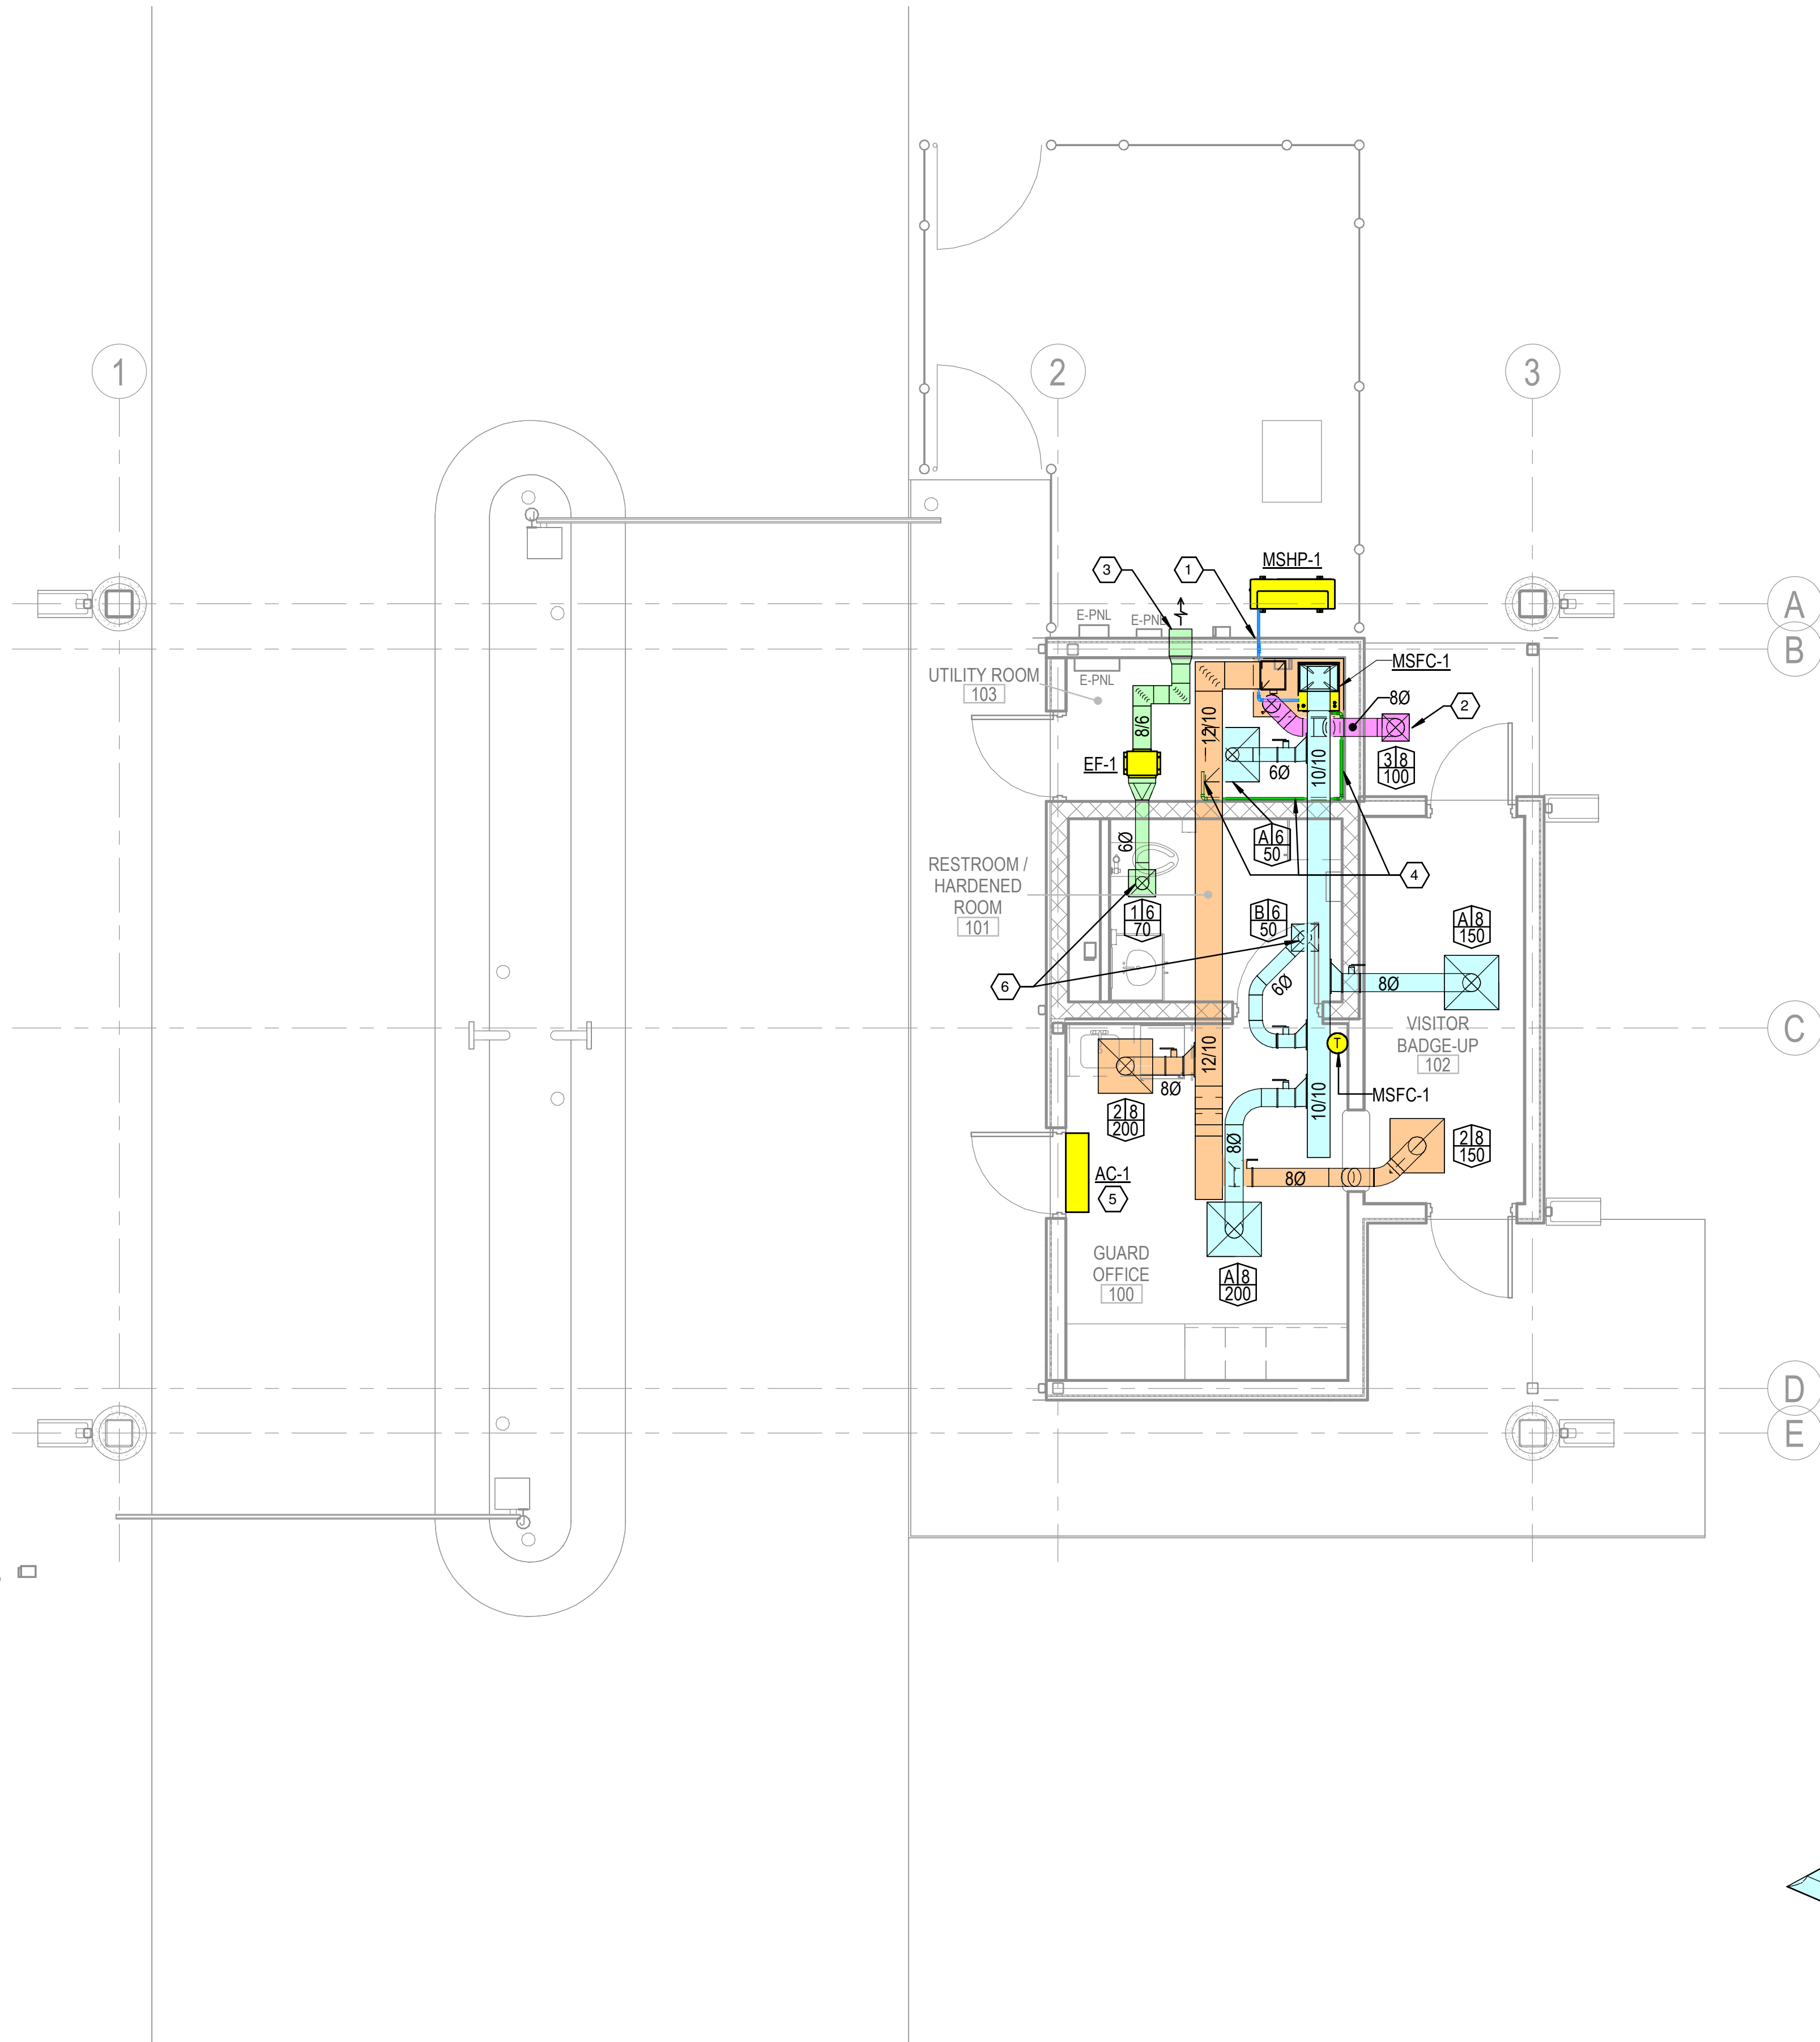 1
2
3
3
1
MSHP-1
A
E-PNL
E-PNL
B
MSFC-1
UTILITY ROOM
103
E-PNL
8Ø
2
8/6
12/10
10/10
3 8
100
EF-1
6Ø
A 6
50
6Ø
RESTROOM /
HARDENED
ROOM
101
4
1 6
70
B 6
50
A 8
150
6
6Ø
8Ø
VISITOR
BADGE-UP
102
C
T
12/10
8Ø
MSFC-1
10/10
2 8
200
8Ø
2 8
150
AC-1
5
8Ø
GUARD
OFFICE
100
A 8
200
D
E